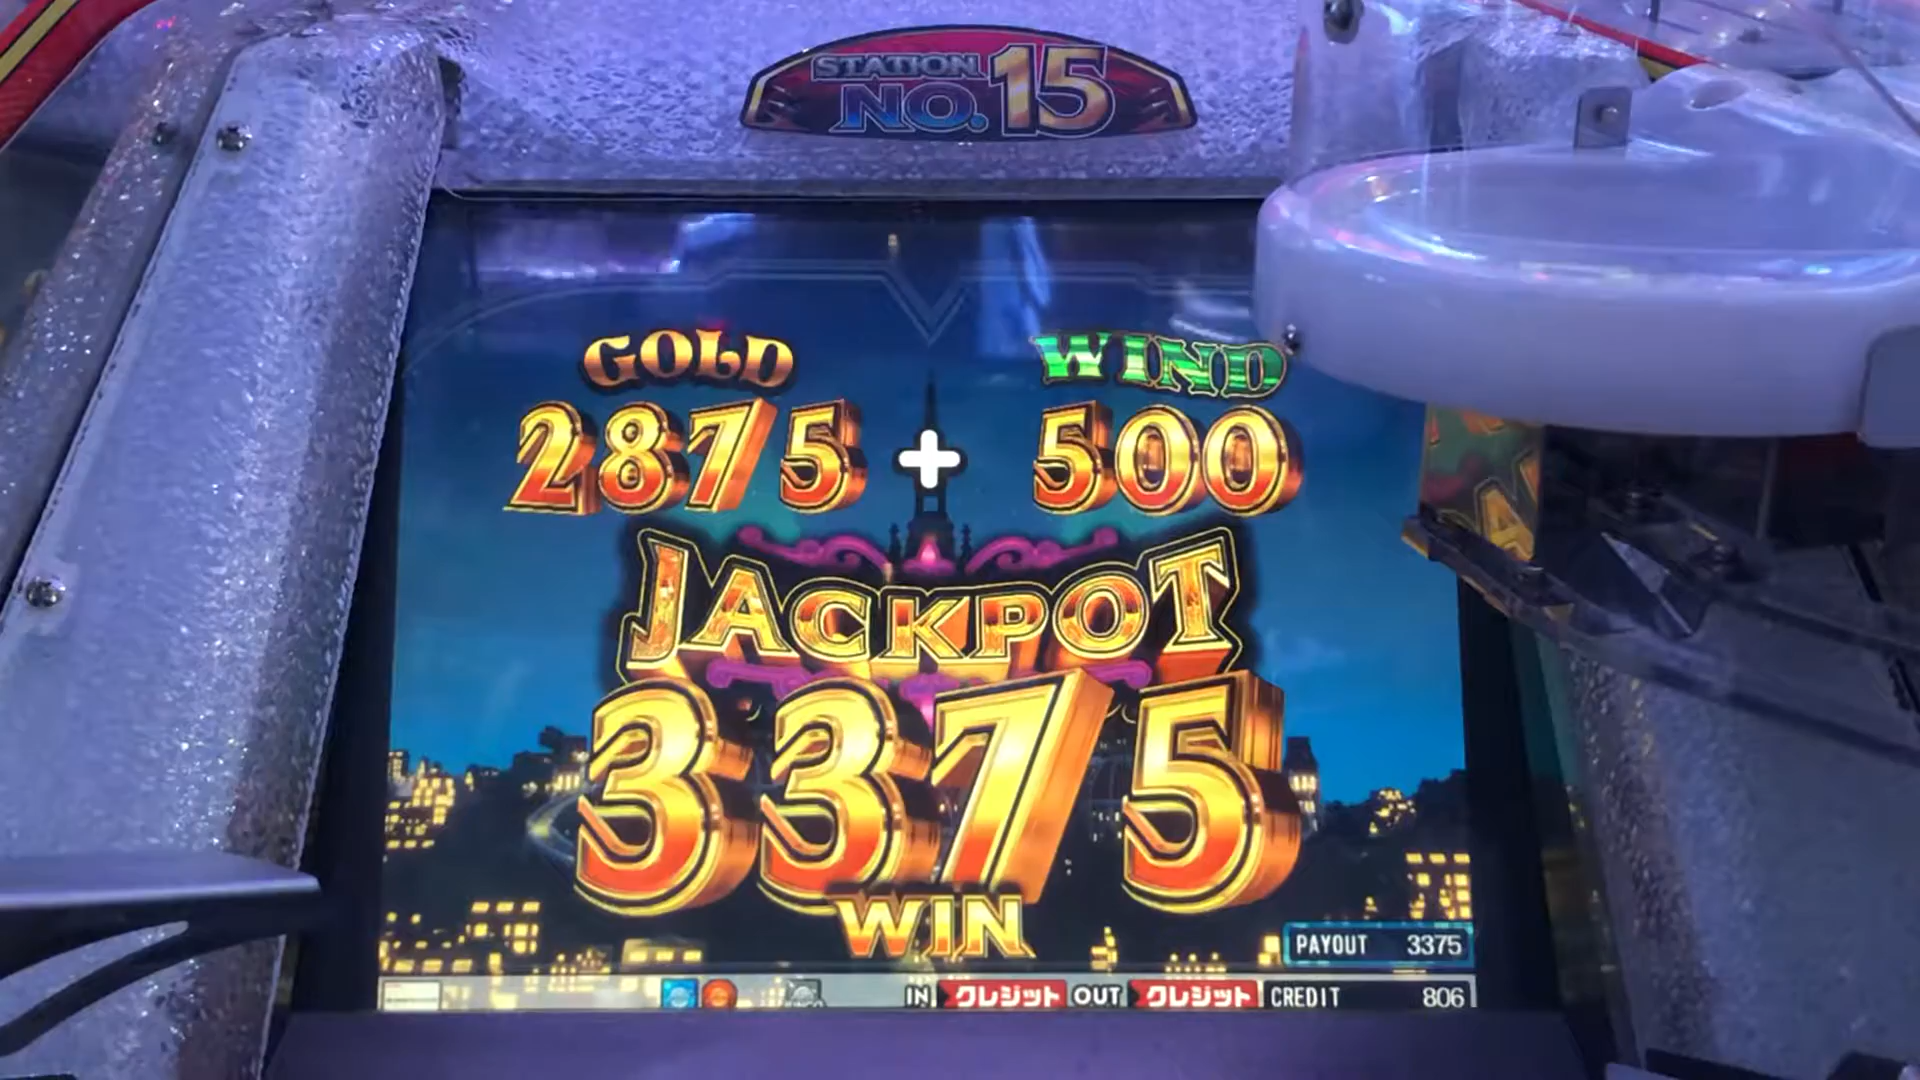 STATION
NO. 15
GOLD
WIND
2875 + 500
JACKPOT
3375
WIN
PAYOUT 3375
IN クレジット OUT クレジット CREDIT 806